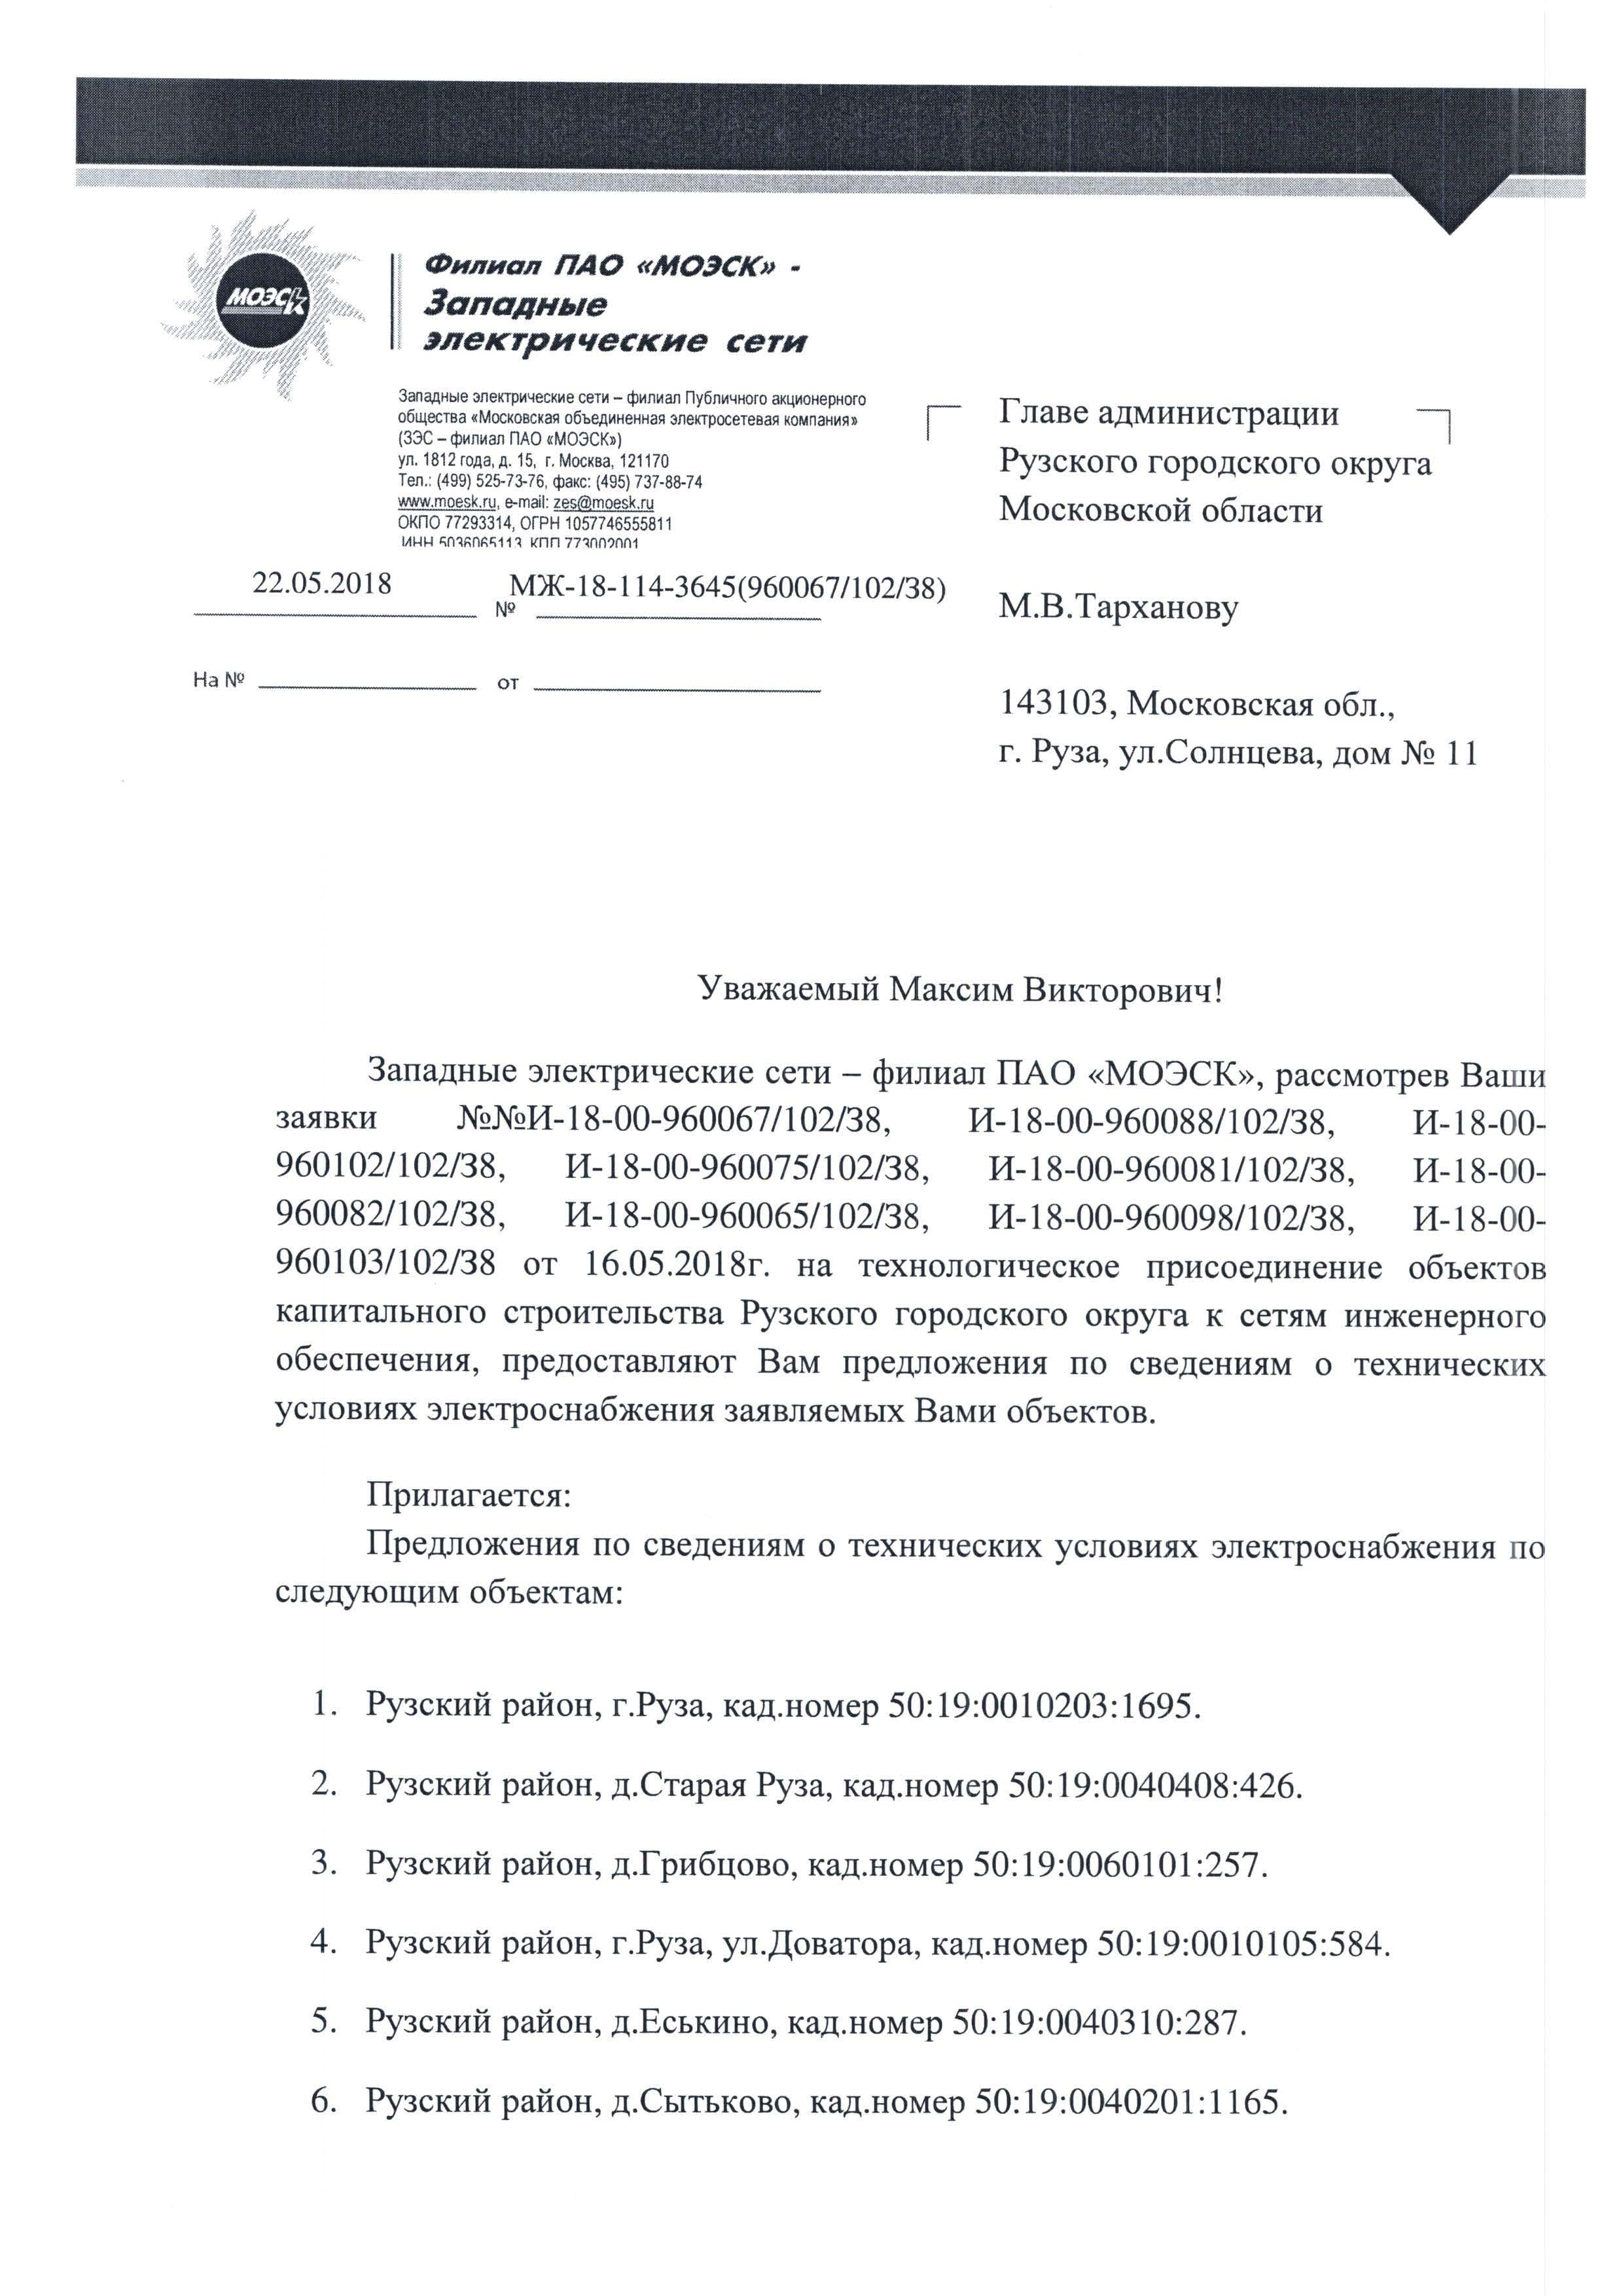 МОЭСК
Филиал ПАО «МОЭСК» -
Западные
электрические сети
Западные электрические сети – филиал Публичного акционерного
общества «Московская объединенная электросетевая компания»
(ЗЭС – филиал ПАО «МОЭСК»)
ул. 1812 года, д. 15, г. Москва, 121170
Тел.: (499) 525-73-76, факс: (495) 737-88-74
www.moesk.ru, e-mail: zes@moesk.ru
ОКПО 77293314, ОГРН 1057746555811
ИНН 5036065113 КПП 773002001
22.05.2018 № МЖ-18-114-3645(960067/102/38)
На № от
Главе администрации
Рузского городского округа
Московской области
М.В.Тарханову
143103, Московская обл.,
г. Руза, ул.Солнцева, дом № 11
Уважаемый Максим Викторович!
Западные электрические сети – филиал ПАО «МОЭСК», рассмотрев Ваши
заявки №№И-18-00-960067/102/38, И-18-00-960088/102/38, И-18-00-
960102/102/38, И-18-00-960075/102/38, И-18-00-960081/102/38, И-18-00-
960082/102/38, И-18-00-960065/102/38, И-18-00-960098/102/38, И-18-00-
960103/102/38 от 16.05.2018г. на технологическое присоединение объектов
капитального строительства Рузского городского округа к сетям инженерного
обеспечения, предоставляют Вам предложения по сведениям о технических
условиях электроснабжения заявляемых Вами объектов.
Прилагается:
Предложения по сведениям о технических условиях электроснабжения по
следующим объектам:
1. Рузский район, г.Руза, кад.номер 50:19:0010203:1695.
2. Рузский район, д.Старая Руза, кад.номер 50:19:0040408:426.
3. Рузский район, д.Грибцово, кад.номер 50:19:0060101:257.
4. Рузский район, г.Руза, ул.Доватора, кад.номер 50:19:0010105:584.
5. Рузский район, д.Еськино, кад.номер 50:19:0040310:287.
6. Рузский район, д.Сытьково, кад.номер 50:19:0040201:1165.